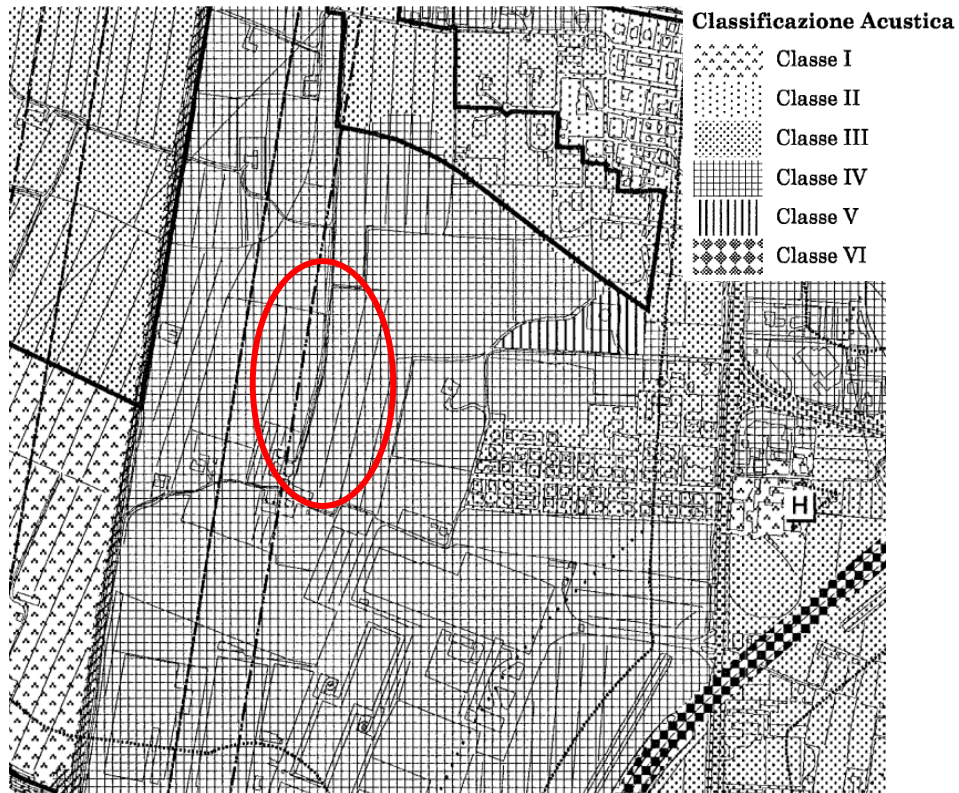 Classificazione Acustica
Classe I
Classe II
Classe III
Classe IV
Classe V
Classe VI
H